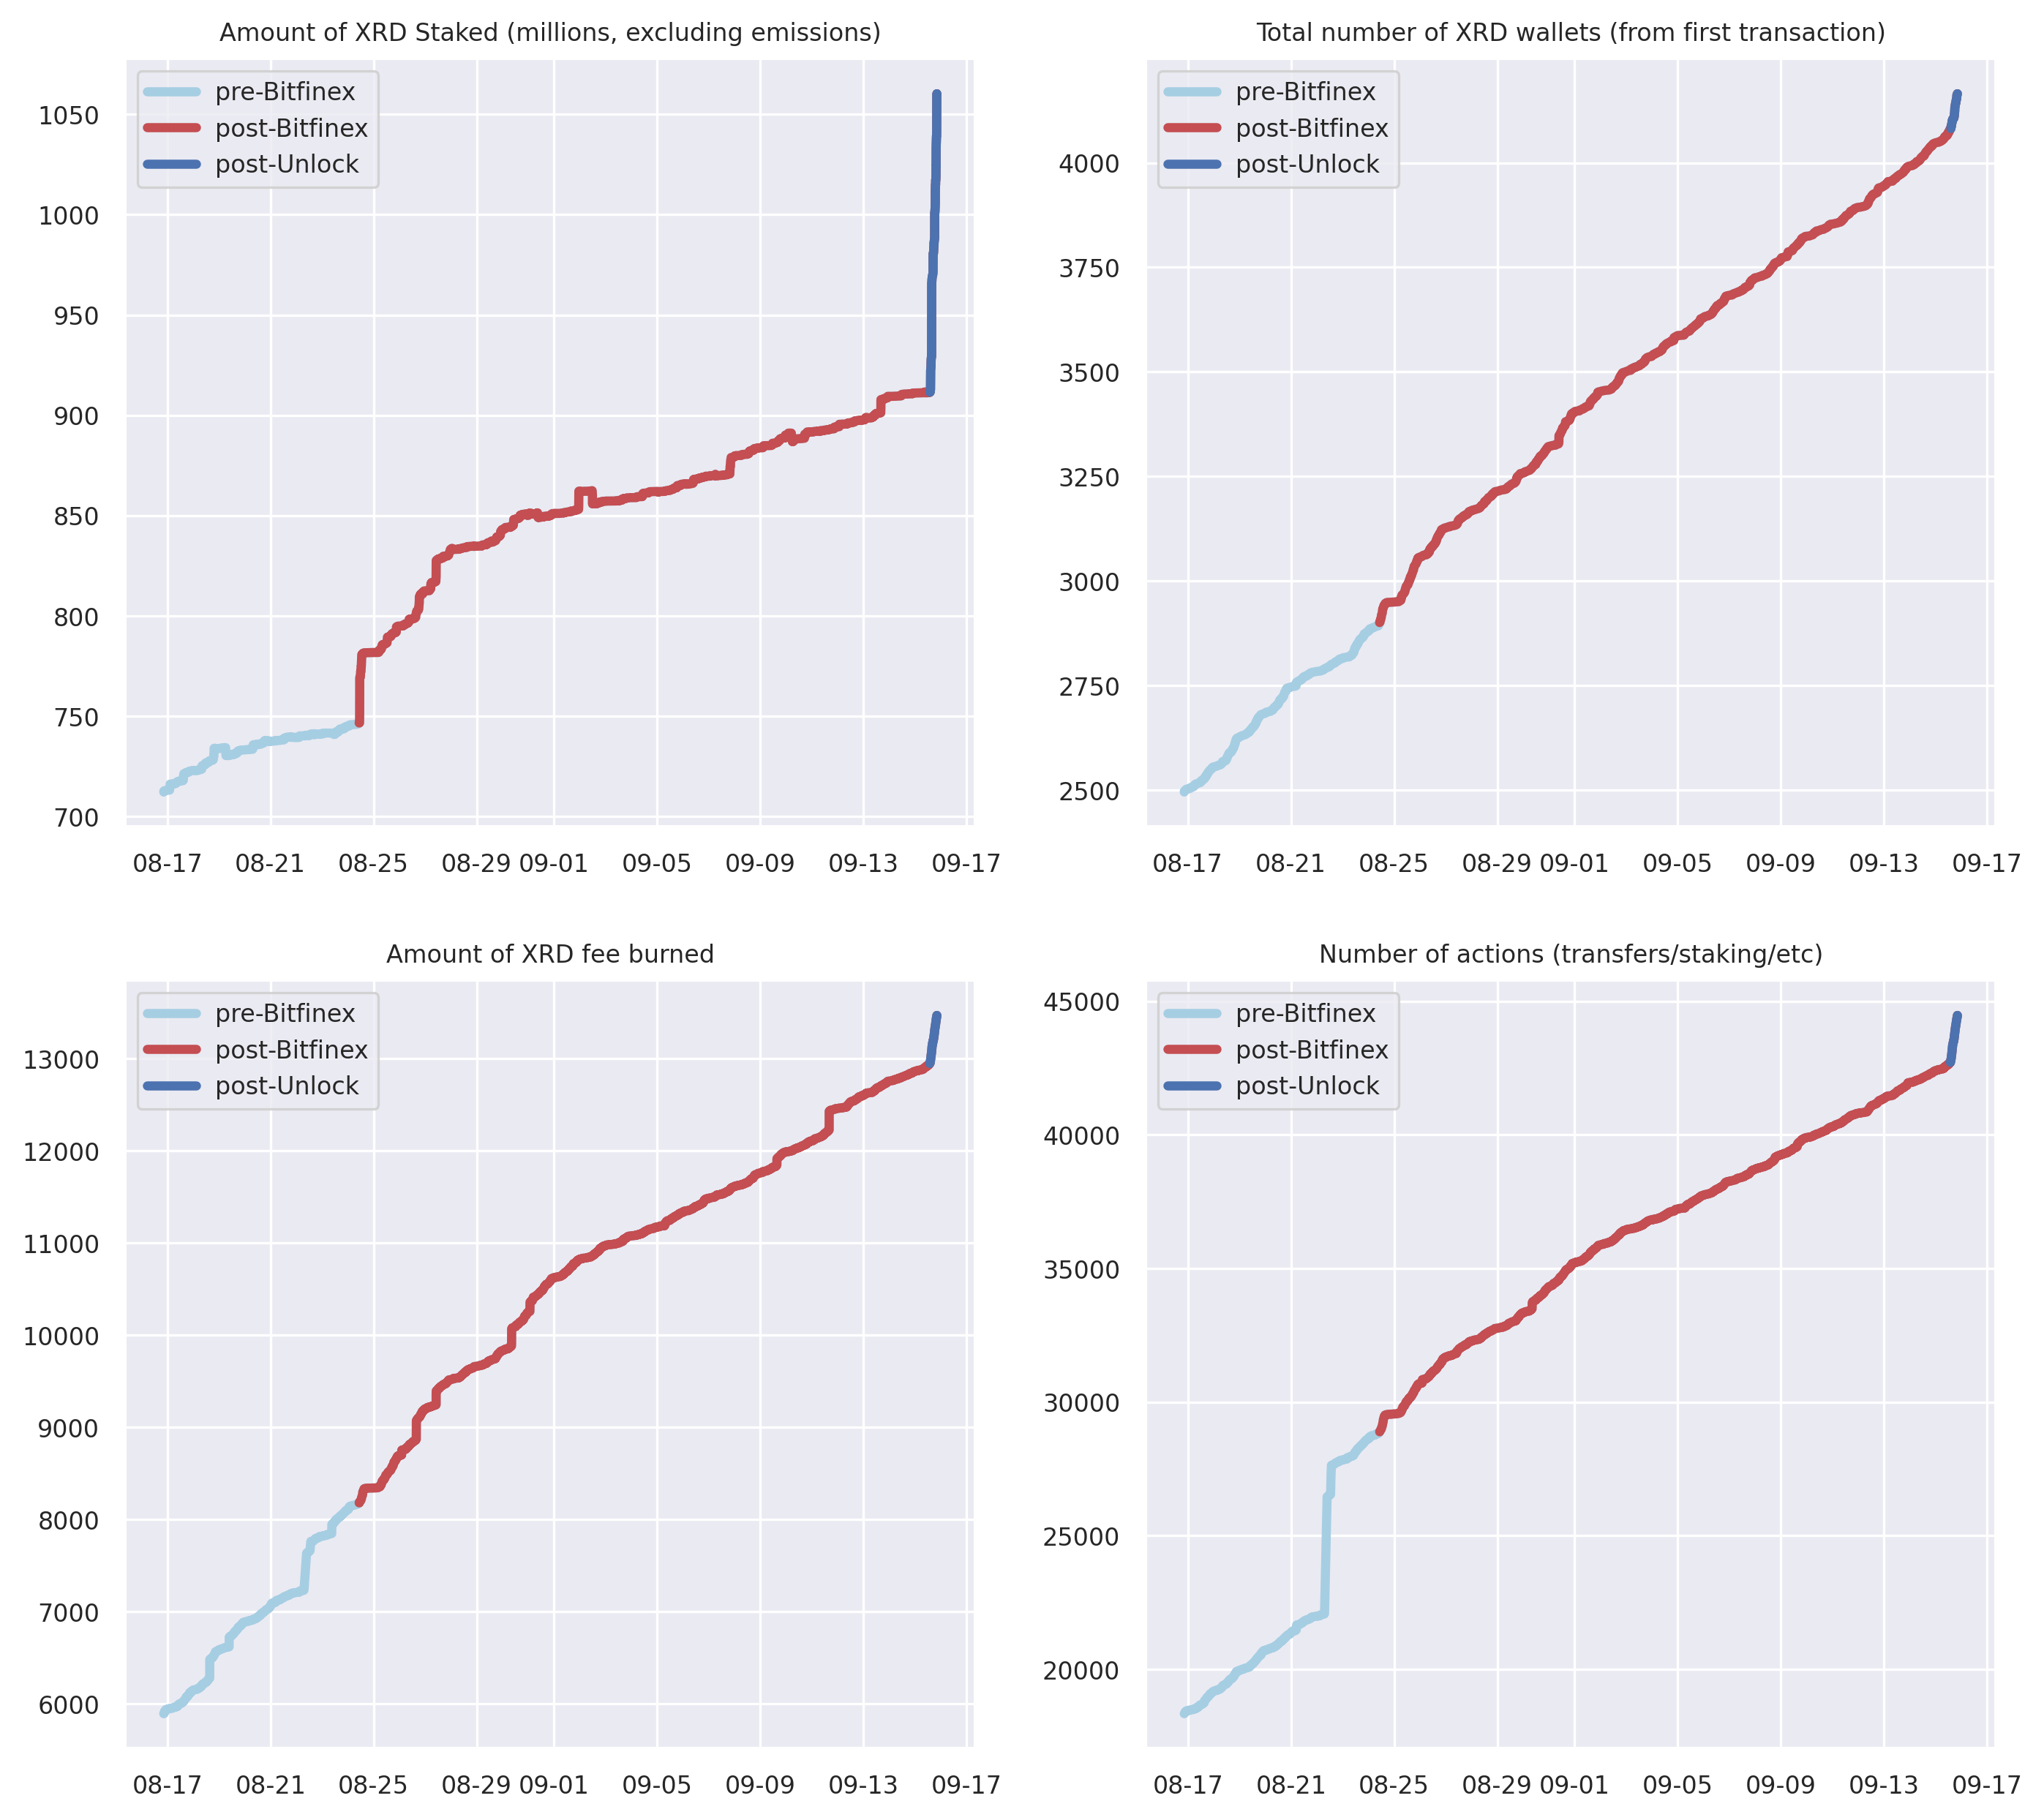 Amount of XRD Staked (millions, excluding emissions)
pre-Bitfinex
post-Bitfinex
post-Unlock
1050
1000
950
900
850
800
750
700
08-17 08-21 08-25 08-29 09-01 09-05 09-09 09-13 09-17
Total number of XRD wallets (from first transaction)
pre-Bitfinex
post-Bitfinex
post-Unlock
4000
3750
3500
3250
3000
2750
2500
08-17 08-21 08-25 08-29 09-01 09-05 09-09 09-13 09-17
Amount of XRD fee burned
pre-Bitfinex
post-Bitfinex
post-Unlock
13000
12000
11000
10000
9000
8000
7000
6000
08-17 08-21 08-25 08-29 09-01 09-05 09-09 09-13 09-17
Number of actions (transfers/staking/etc)
pre-Bitfinex
post-Bitfinex
post-Unlock
45000
40000
35000
30000
25000
20000
08-17 08-21 08-25 08-29 09-01 09-05 09-09 09-13 09-17